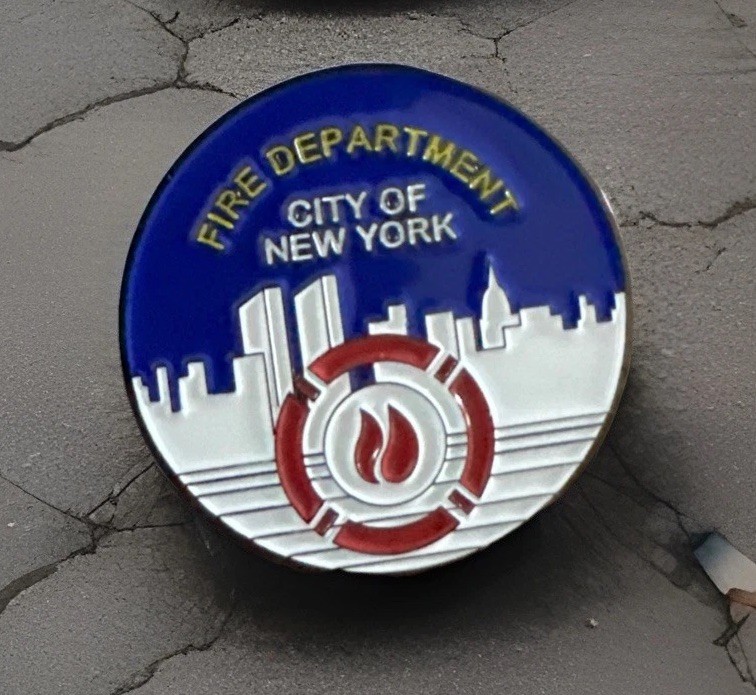 FIRE DEPARTMENT
CITY OF
NEW YORK